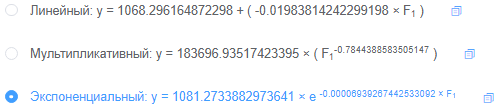 Линейный: y = 1068.296164872298 + ( -0.01983814242299198 × F₁ )
Мультипликативный: y = 183696.93517423395 × ( F₁^-0.7844388583505147 )
Экспоненциальный: y = 1081.2733882973641 × e ^-0.00006939267442533092 × F₁